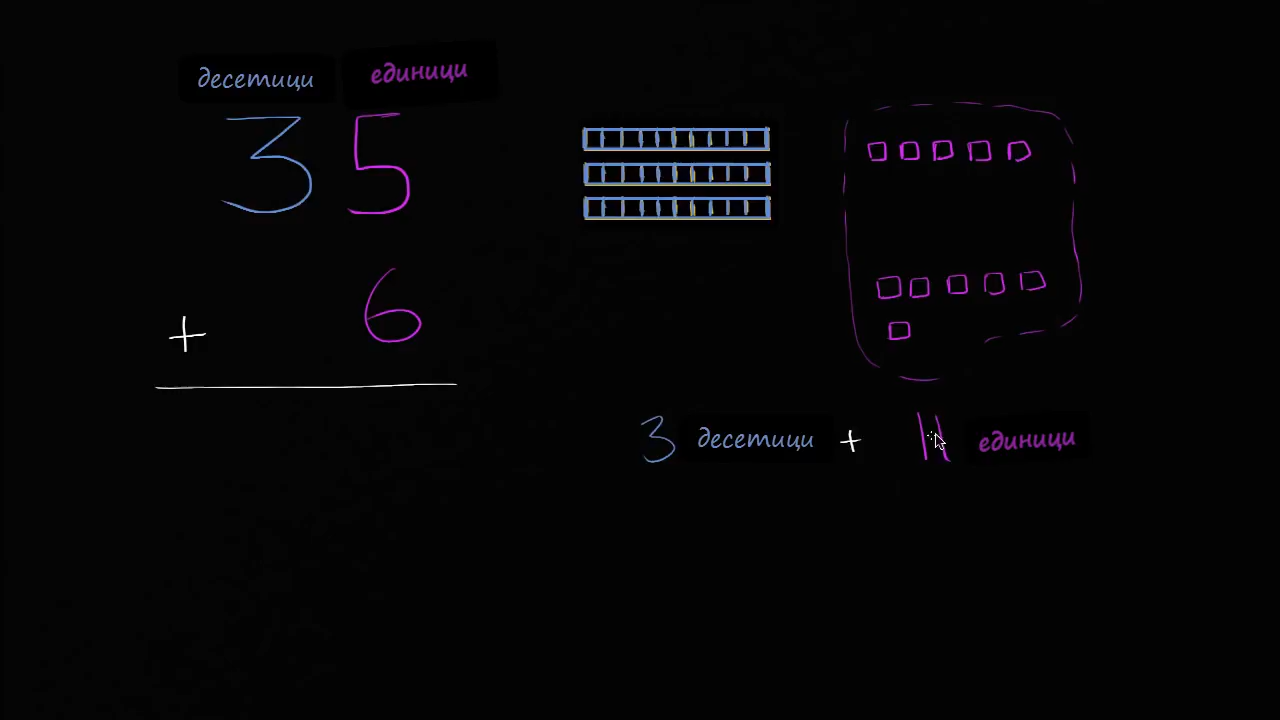 десетици единици
35
+ 6
3 десетици + 11 единици